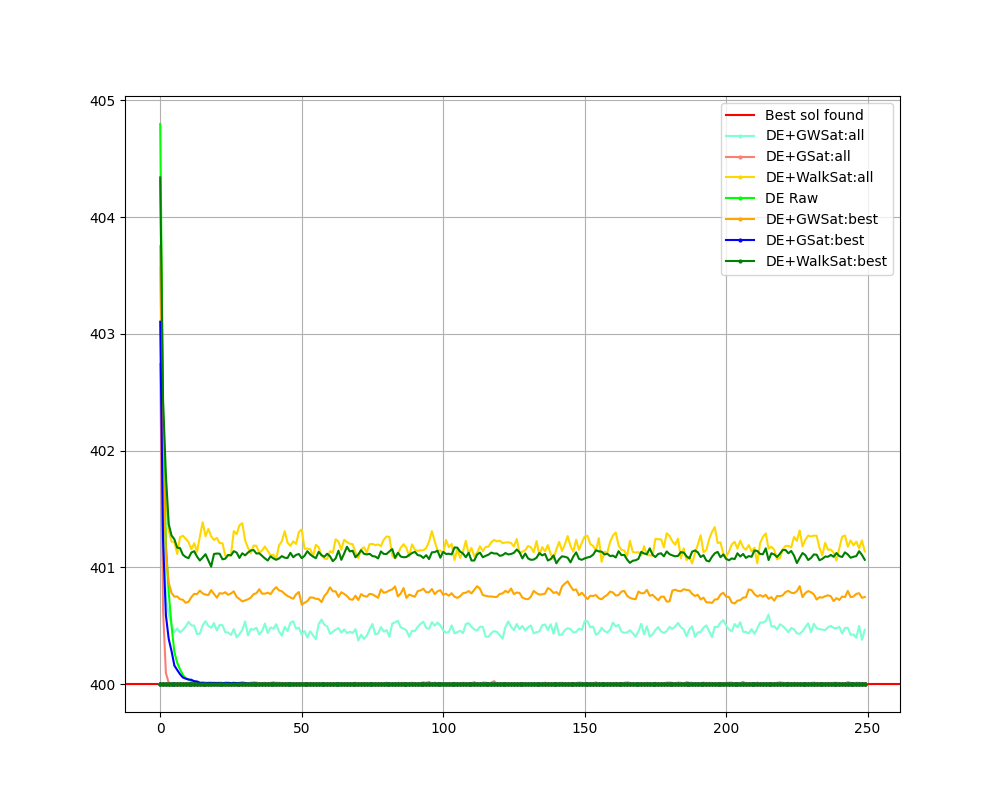 405
404
403
402
401
400
0
50
100
150
200
250
Best sol found
DE+GWSat:all
DE+GSat:all
DE+WalkSat:all
DE Raw
DE+GWSat:best
DE+GSat:best
DE+WalkSat:best